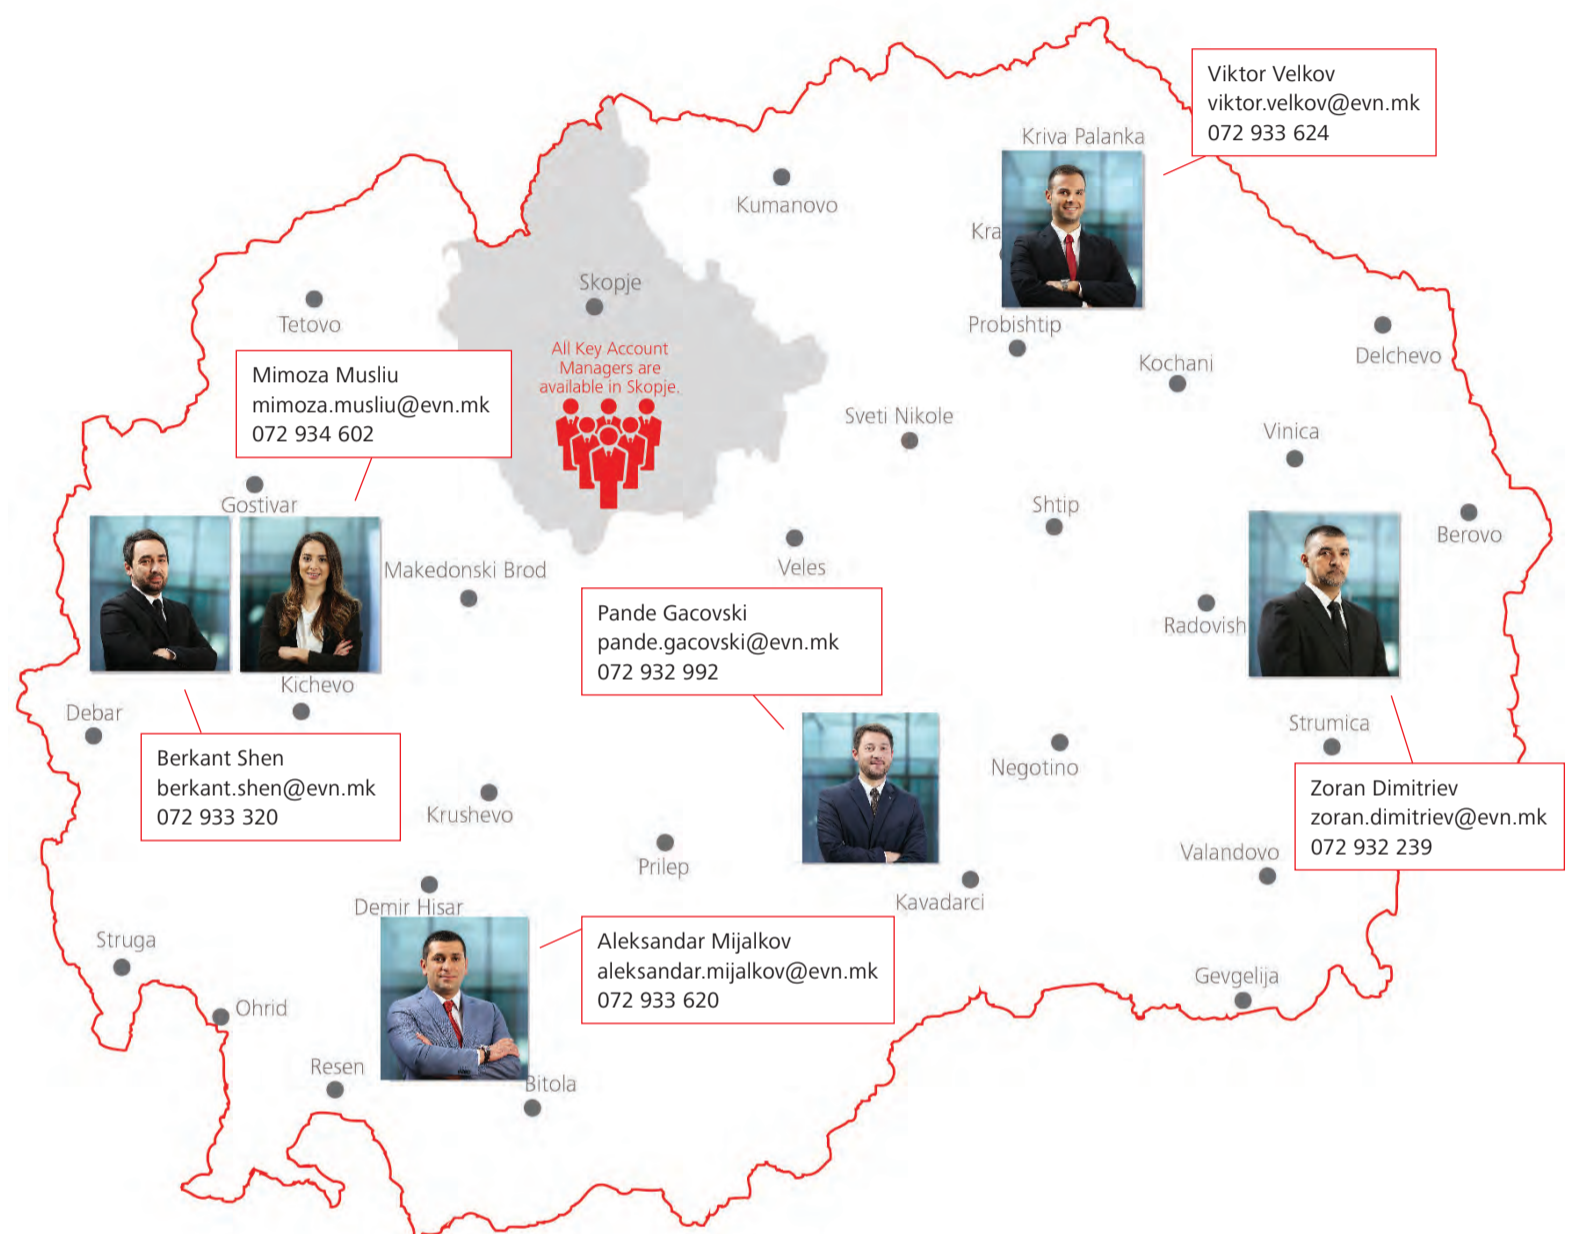 Viktor Velkov
viktor.velkov@evn.mk
072 933 624
Kriva Palanka
Kumanovo
Kra
Skopje
Tetovo
Probishtip
Delchevo
Kochani
All Key Account
Managers are
available in Skopje.
Mimoza Musliu
mimoza.musliu@evn.mk
072 934 602
Sveti Nikole
Vinica
Gostivar
Shtip
Berovo
Makedonski Brod
Veles
Pande Gacovski
pande.gacovski@evn.mk
072 932 992
Radovish
Kichevo
Debar
Strumica
Berkant Shen
berkant.shen@evn.mk
072 933 320
Negotino
Zoran Dimitriev
zoran.dimitriev@evn.mk
072 932 239
Krushevo
Valandovo
Prilep
Kavadarci
Demir Hisar
Aleksandar Mijalkov
aleksandar.mijalkov@evn.mk
072 933 620
Struga
Gevgelija
Ohrid
Resen
Bitola